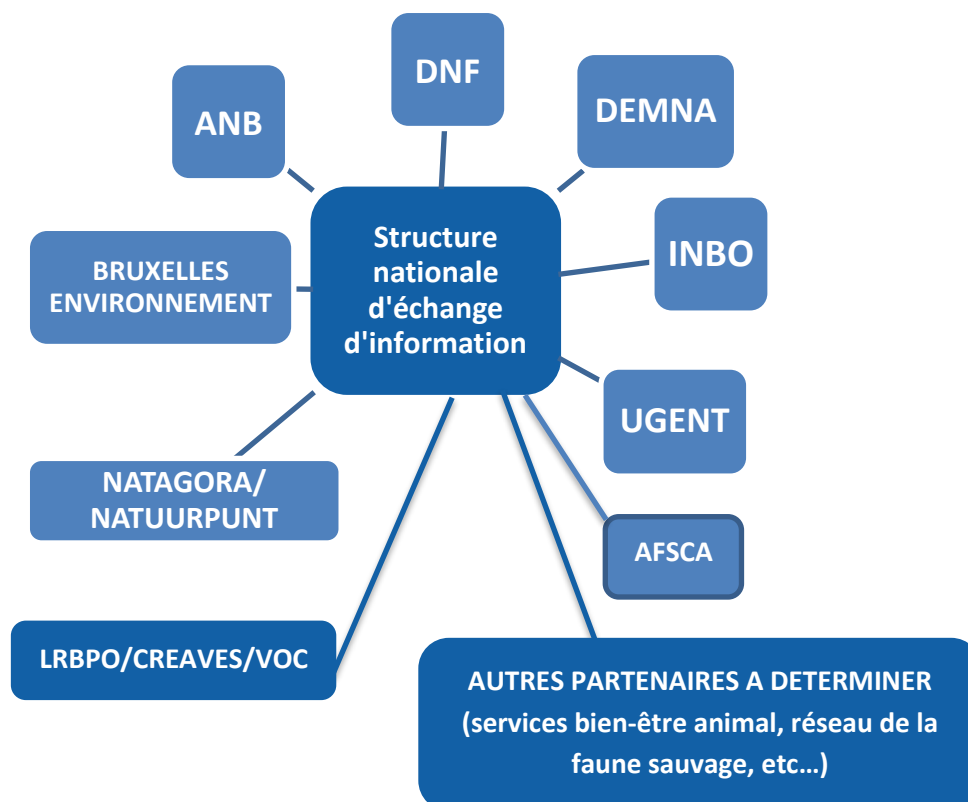 DNF
ANB
DEMNA
Structure
nationale
d'échange
d'information
INBO
BRUXELLES
ENVIRONNEMENT
UGENT
NATAGORA/
NATUURPUNT
AFSCA
LRBPO/CREAVES/VOC
AUTRES PARTENAIRES A DETERMINER
(services bien-être animal, réseau de la
faune sauvage, etc...)